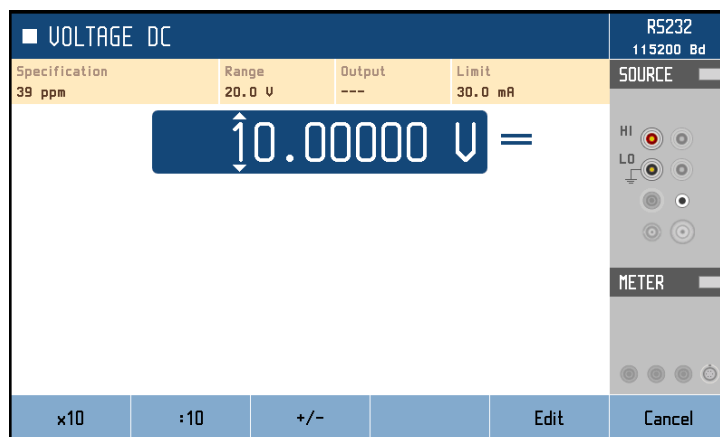 VOLTAGE DC
RS232
115200 Bd
Specification
39 ppm
Range
20.0 V
Output
---
Limit
30.0 mA
SOURCE
10.00000 V
HI
LO
METER
x10
:10
+/-
Edit
Cancel